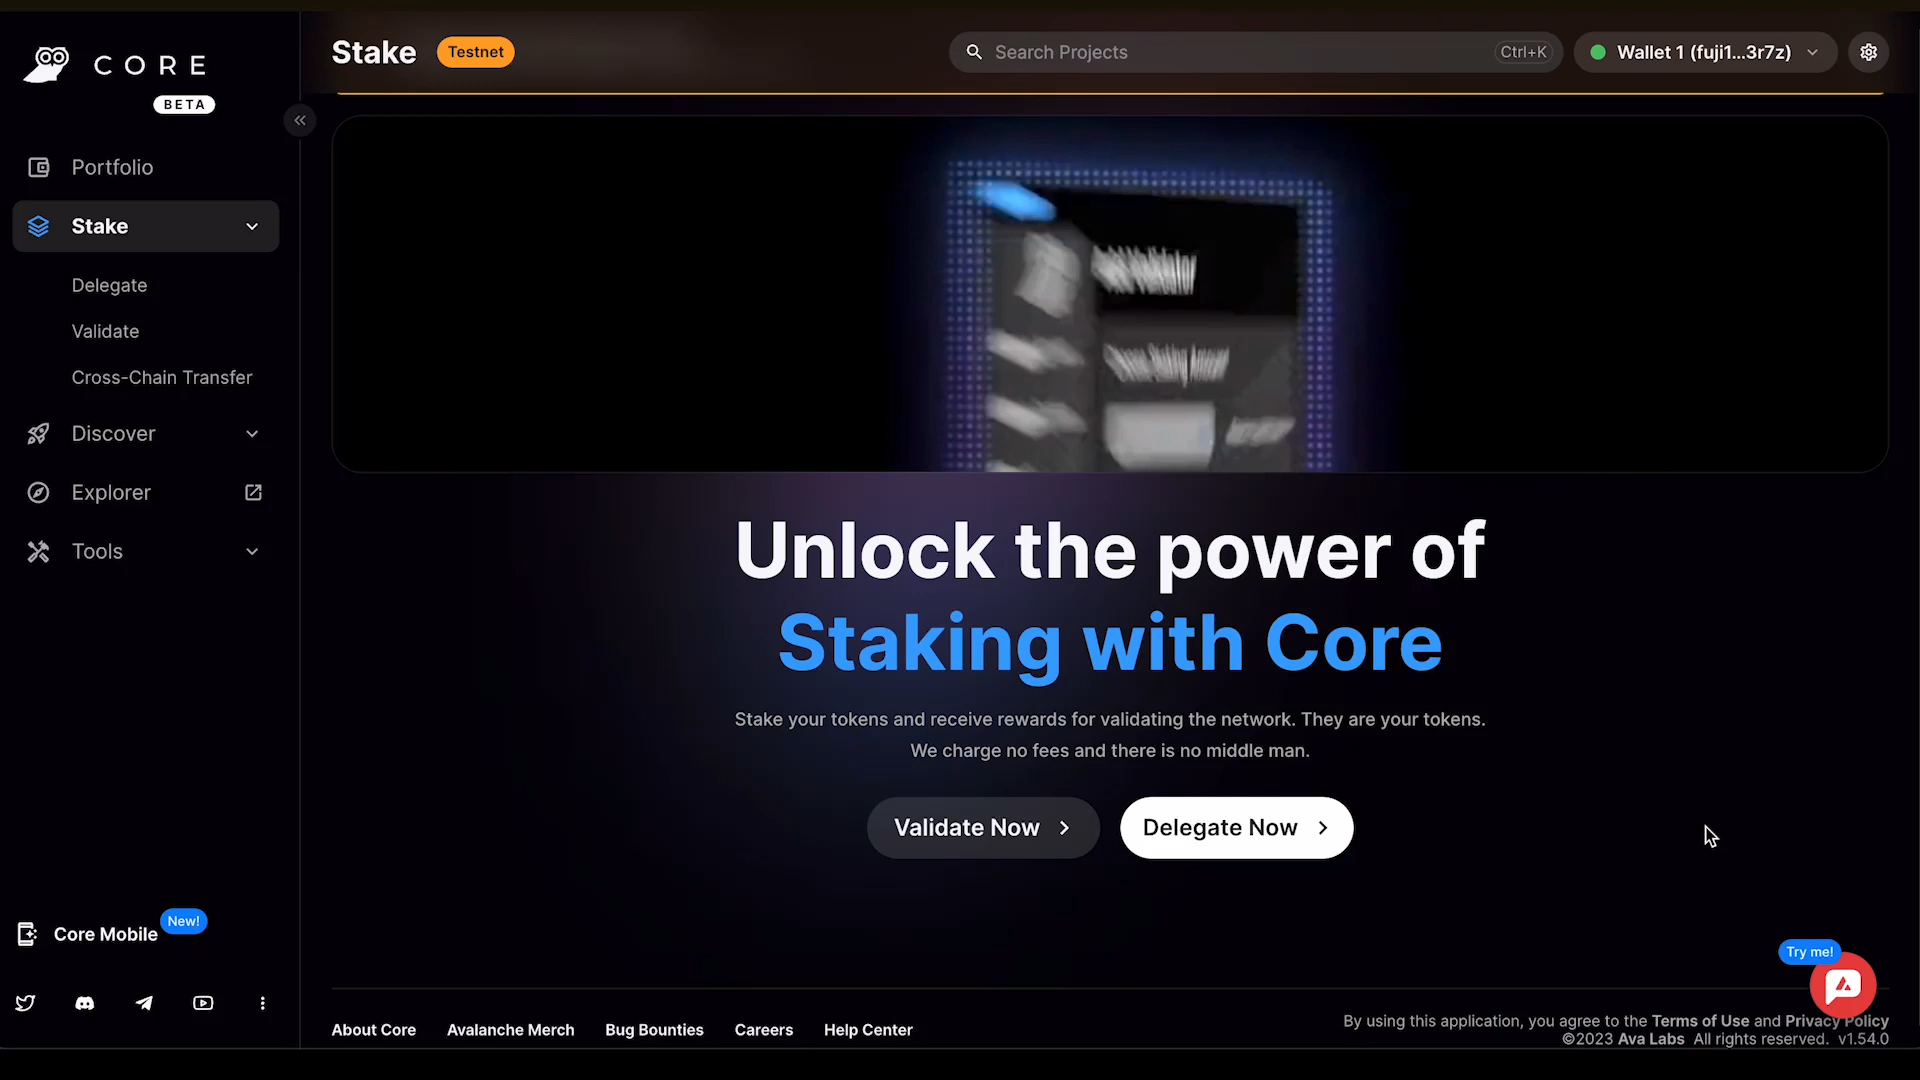 CORE
BETA
Stake
Testnet
Search Projects
Ctrl+K
Wallet 1 (fuji1...3r7z)
Portfolio
Stake
Delegate
Validate
Cross-Chain Transfer
Discover
Explorer
Tools
Unlock the power of
Staking with Core
Stake your tokens and receive rewards for validating the network. They are your tokens.
We charge no fees and there is no middle man.
Validate Now
Delegate Now
Core Mobile
New!
Try me!
About Core
Avalanche Merch
Bug Bounties
Careers
Help Center
By using this application, you agree to the Terms of Use and Privacy Policy
©2023 Ava Labs All rights reserved. v1.54.0